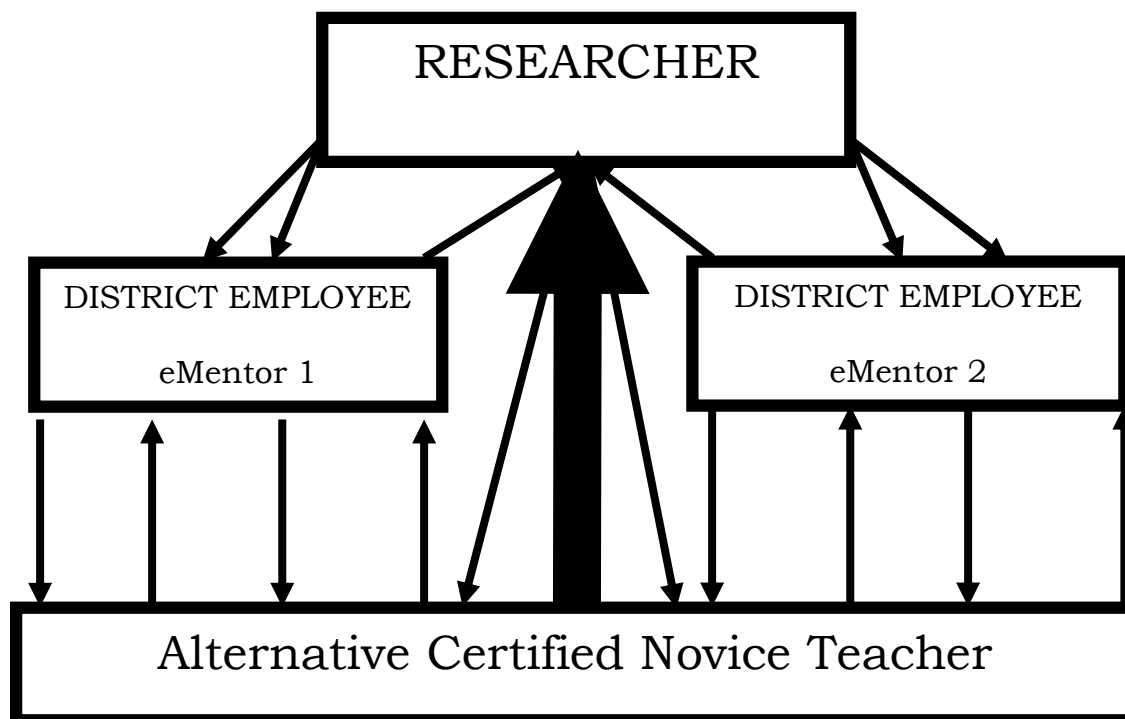 RESEARCHER
DISTRICT EMPLOYEE
eMentor 1
DISTRICT EMPLOYEE
eMentor 2
Alternative Certified Novice Teacher